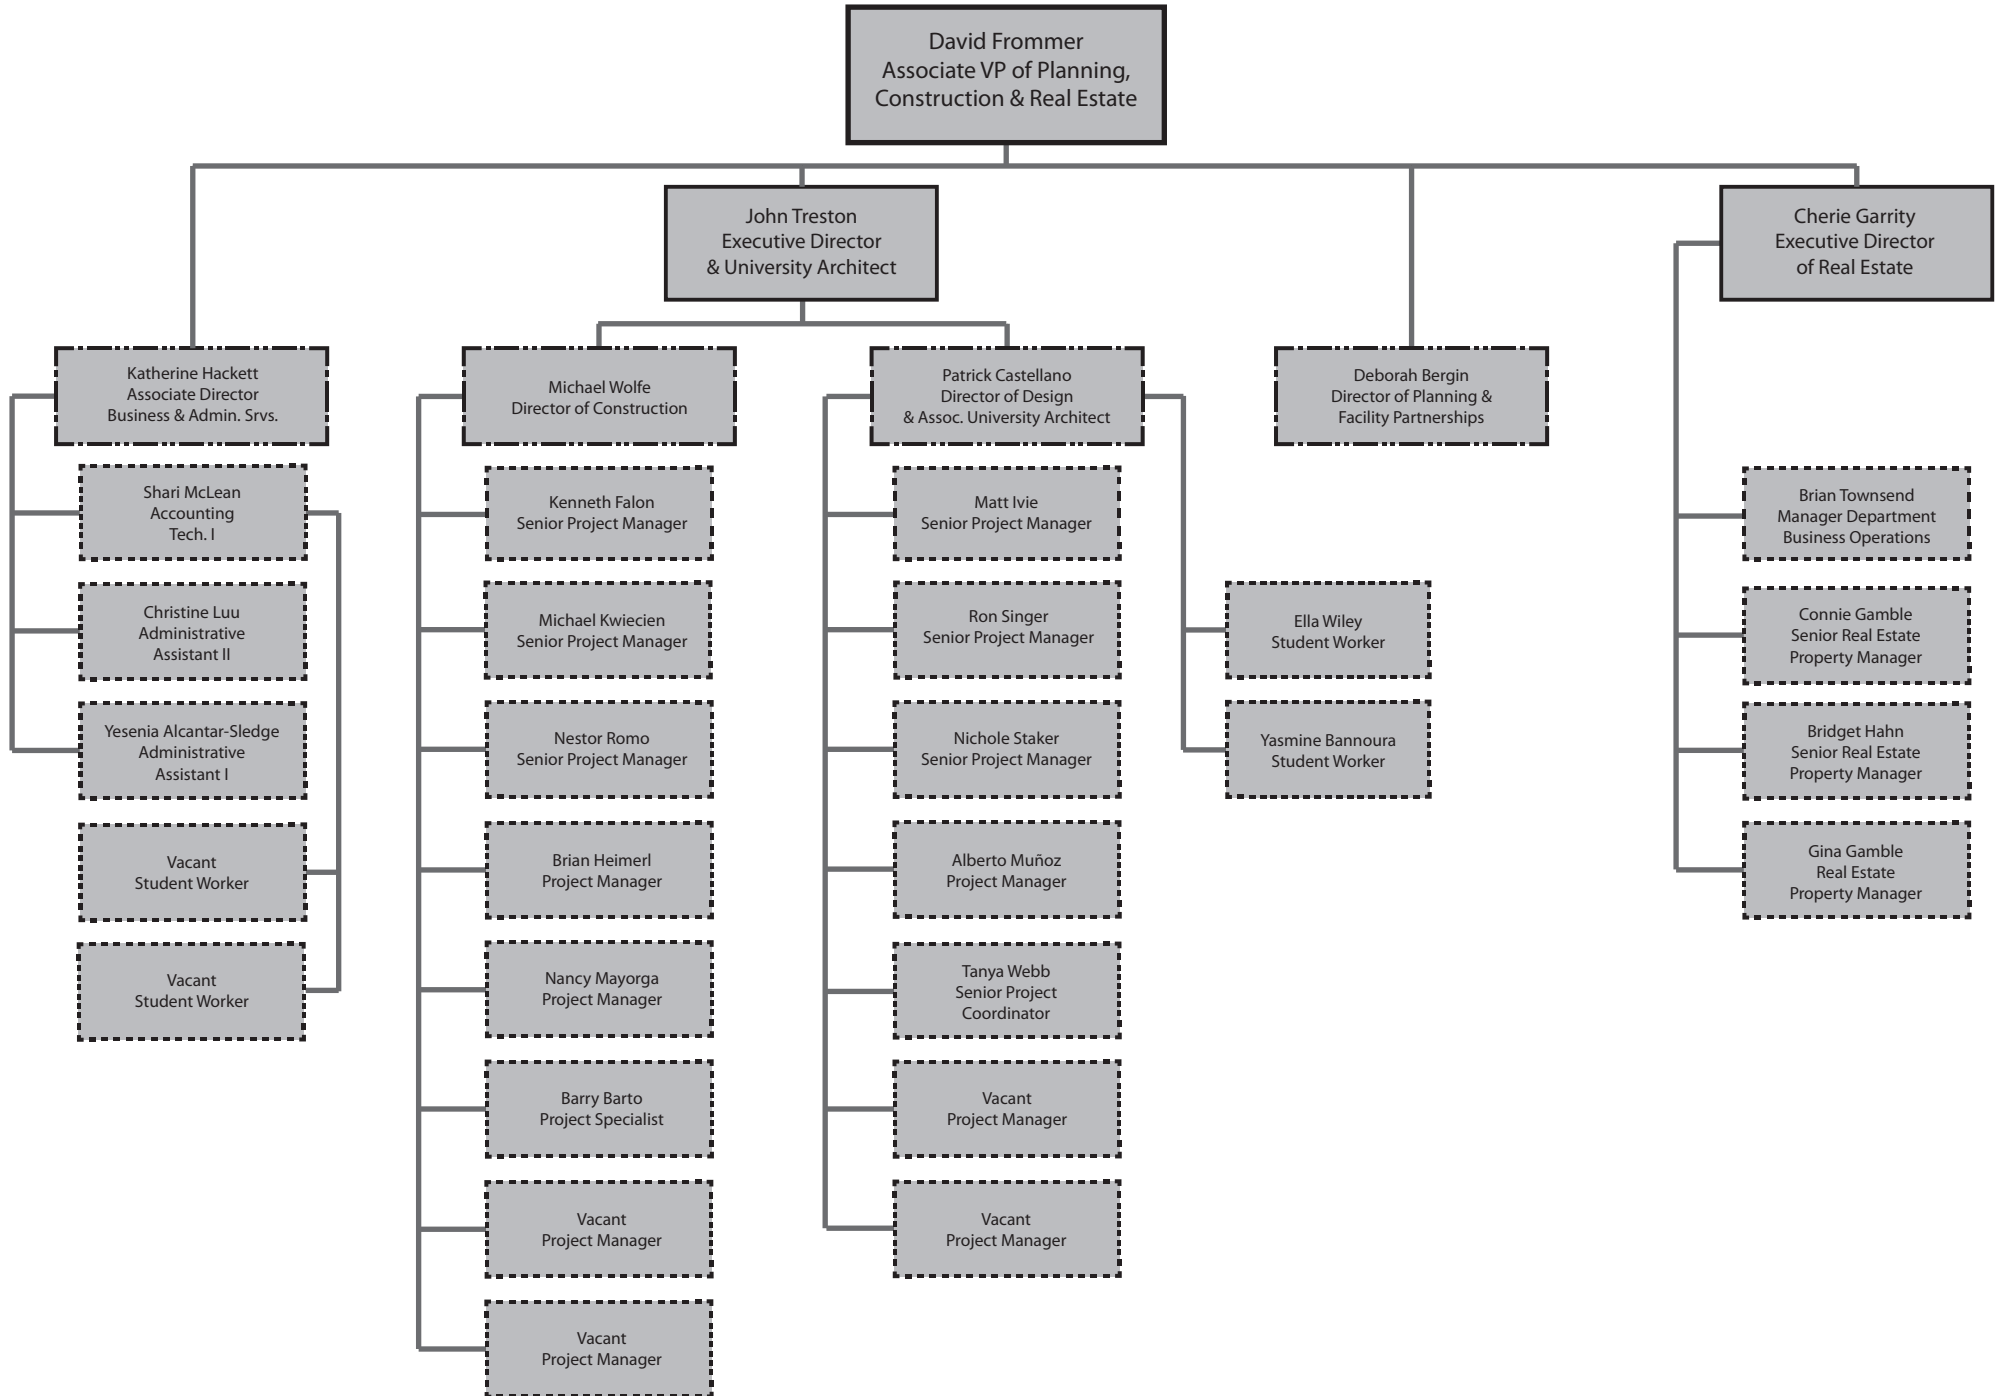 David Frommer
Associate VP of Planning,
Construction & Real Estate
John Treston
Executive Director
& University Architect
Cherie Garrity
Executive Director
of Real Estate
Katherine Hackett
Associate Director
Business & Admin. Srvs.
Shari McLean
Accounting
Tech. I
Christine Luu
Administrative
Assistant II
Yesenia Alcantar-Sledge
Administrative
Assistant I
Vacant
Student Worker
Vacant
Student Worker
Michael Wolfe
Director of Construction
Kenneth Falon
Senior Project Manager
Michael Kwiecien
Senior Project Manager
Nestor Romo
Senior Project Manager
Brian Heimerl
Project Manager
Nancy Mayorga
Project Manager
Barry Barto
Project Specialist
Vacant
Project Manager
Vacant
Project Manager
Patrick Castellano
Director of Design
& Assoc. University Architect
Matt Ivie
Senior Project Manager
Ron Singer
Senior Project Manager
Nichole Staker
Senior Project Manager
Alberto Muñoz
Project Manager
Tanya Webb
Senior Project
Coordinator
Vacant
Project Manager
Vacant
Project Manager
Ella Wiley
Student Worker
Yasmine Bannoura
Student Worker
Deborah Bergin
Director of Planning &
Facility Partnerships
Brian Townsend
Manager Department
Business Operations
Connie Gamble
Senior Real Estate
Property Manager
Bridget Hahn
Senior Real Estate
Property Manager
Gina Gamble
Real Estate
Property Manager